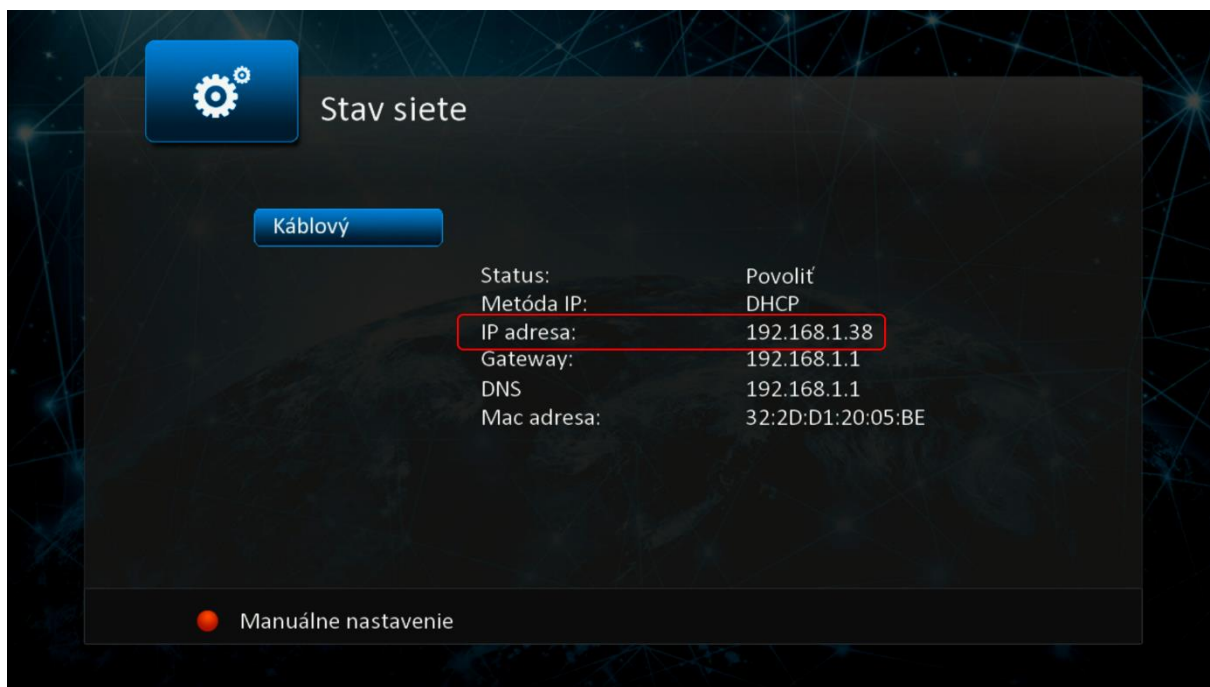 Stav siete
Káblový
Status: Povoliť
Metóda IP: DHCP
IP adresa: 192.168.1.38
Gateway: 192.168.1.1
DNS 192.168.1.1
Mac adresa: 32:2D:D1:20:05:BE
Manuálne nastavenie